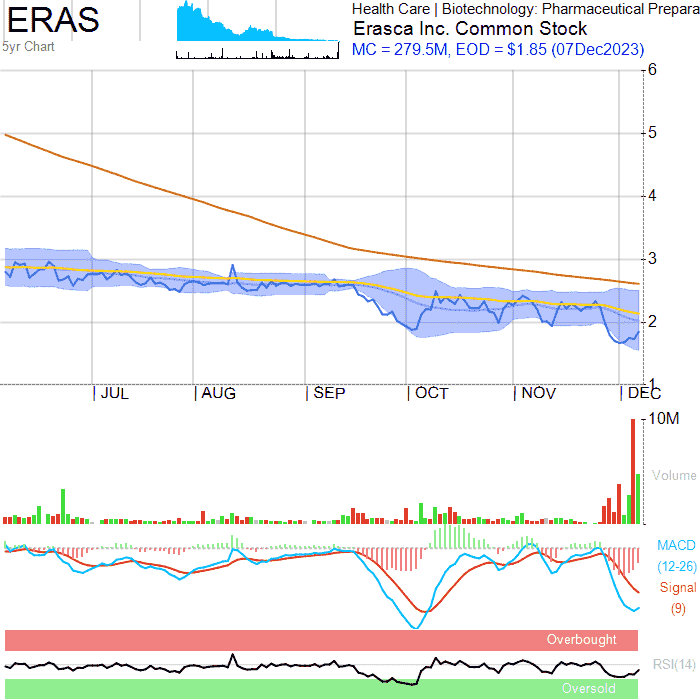 ERAS
5yr Chart
Health Care | Biotechnology: Pharmaceutical Prepara
Erasca Inc. Common Stock
MC = 279.5M, EOD = $1.85 (07Dec2023)
6
5
4
3
2
1
JUL
AUG
SEP
OCT
NOV
DEC
10M
Volume
MACD
(12-26)
Signal
(9)
Overbought
RSI(14)
Oversold